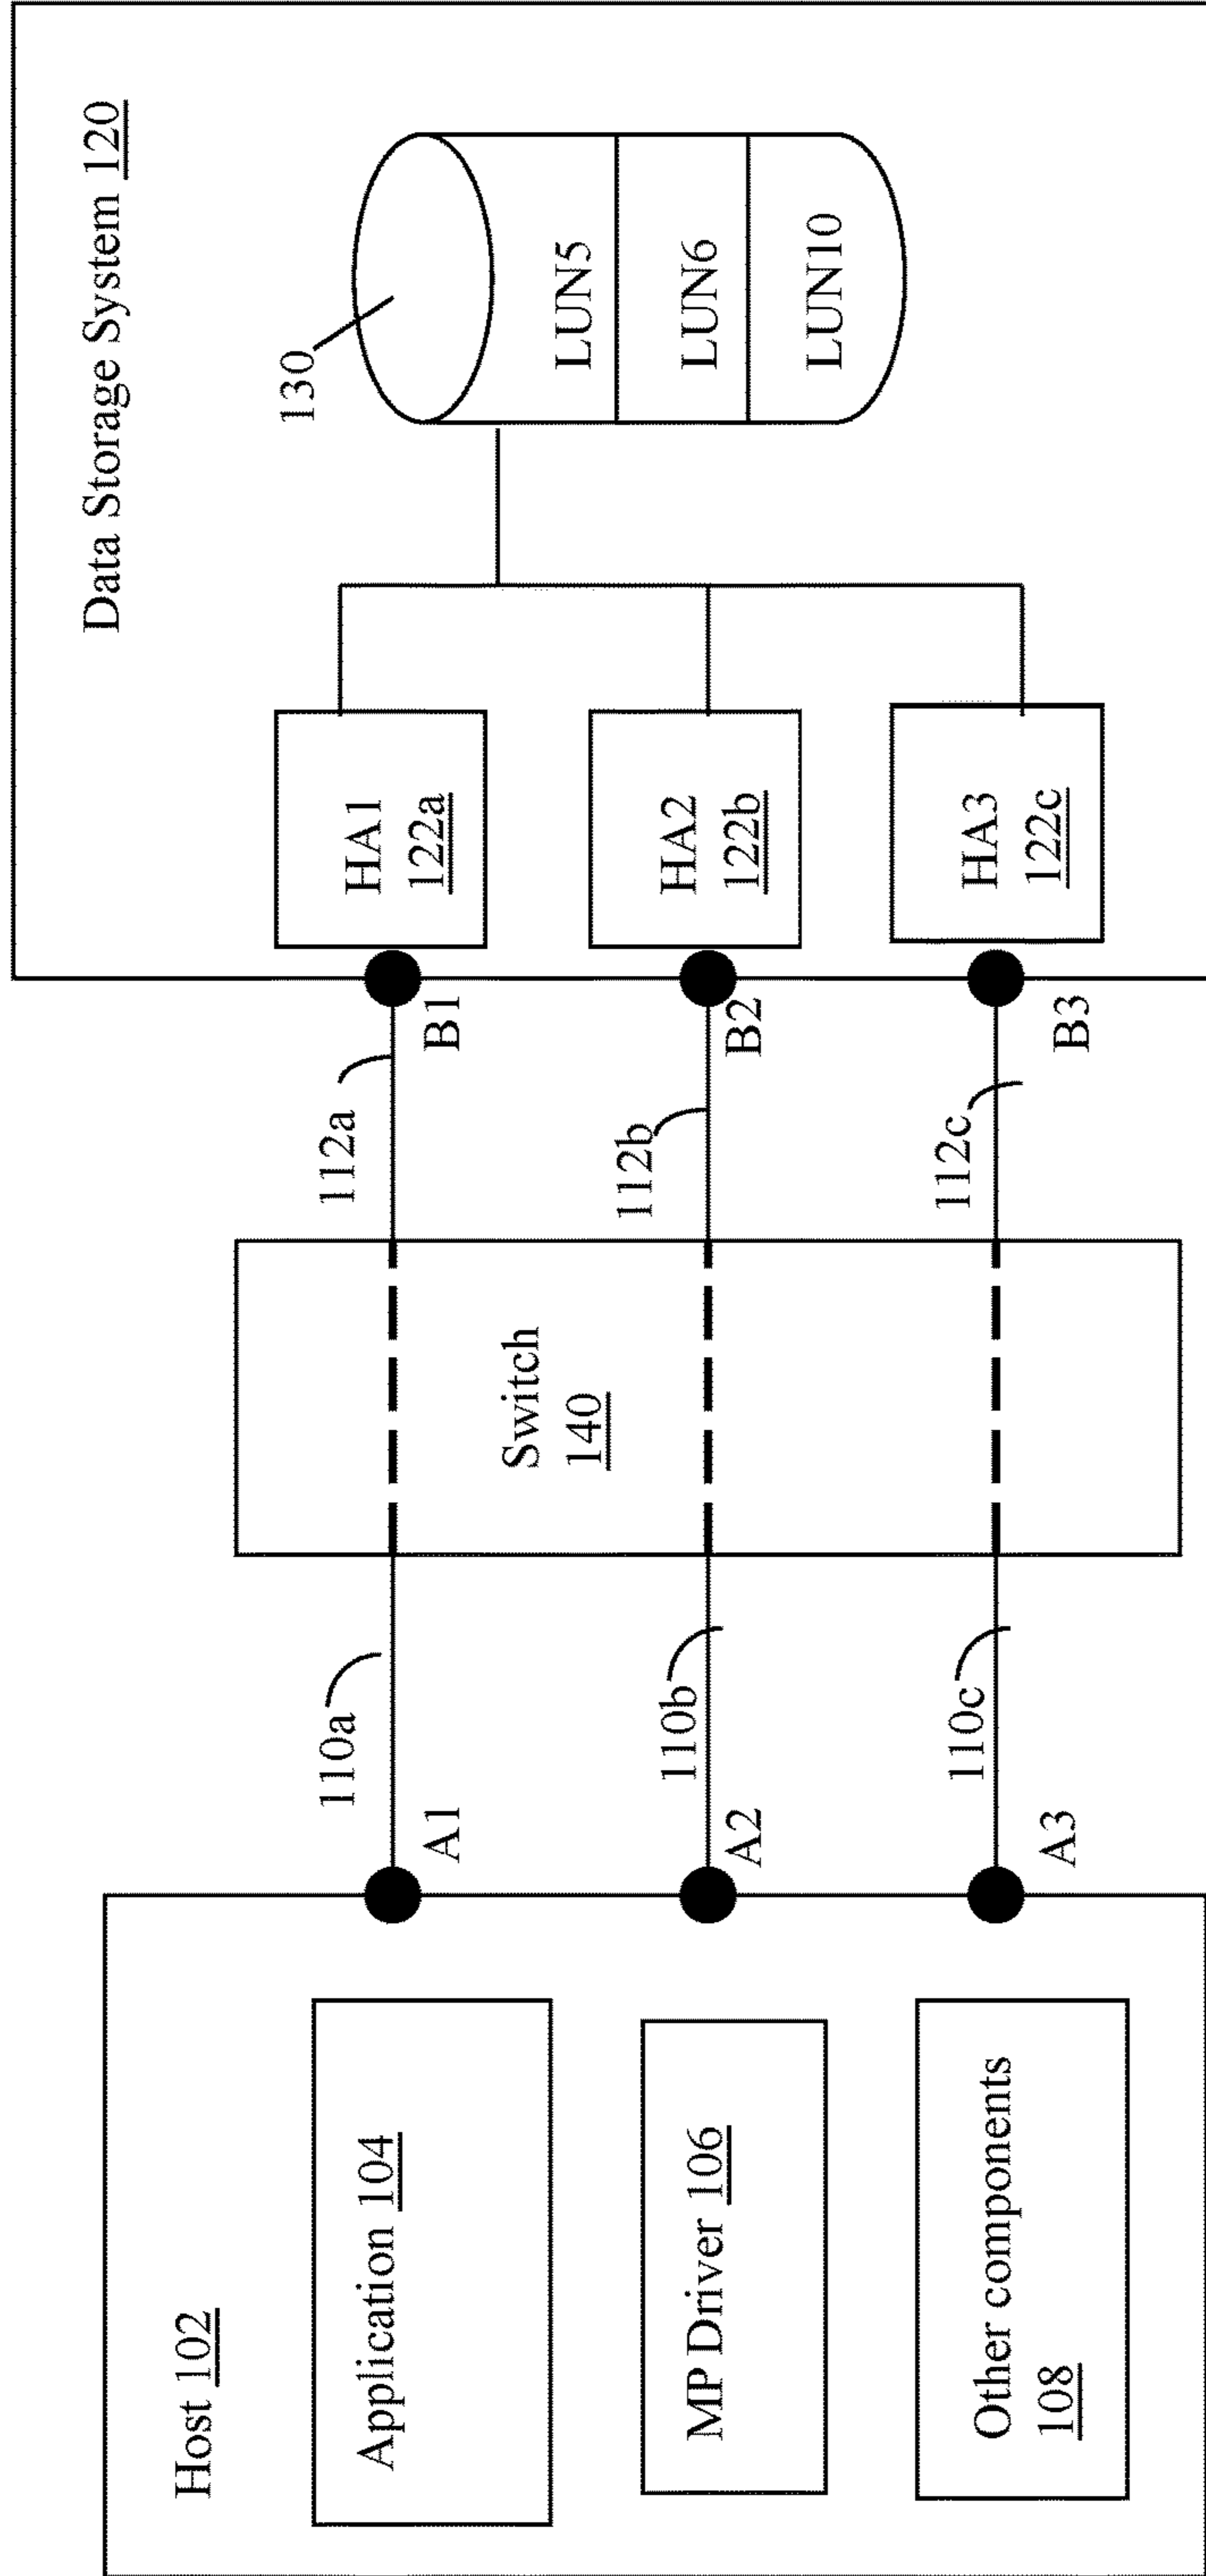 Host 102
Application 104
MP Driver 106
Other components
108
A1
A2
A3
110a
110b
110c
Switch
140
112a
112b
112c
B1
B2
B3
Data Storage System 120
HA1
122a
HA2
122b
HA3
122c
130
LUN5
LUN6
LUN10